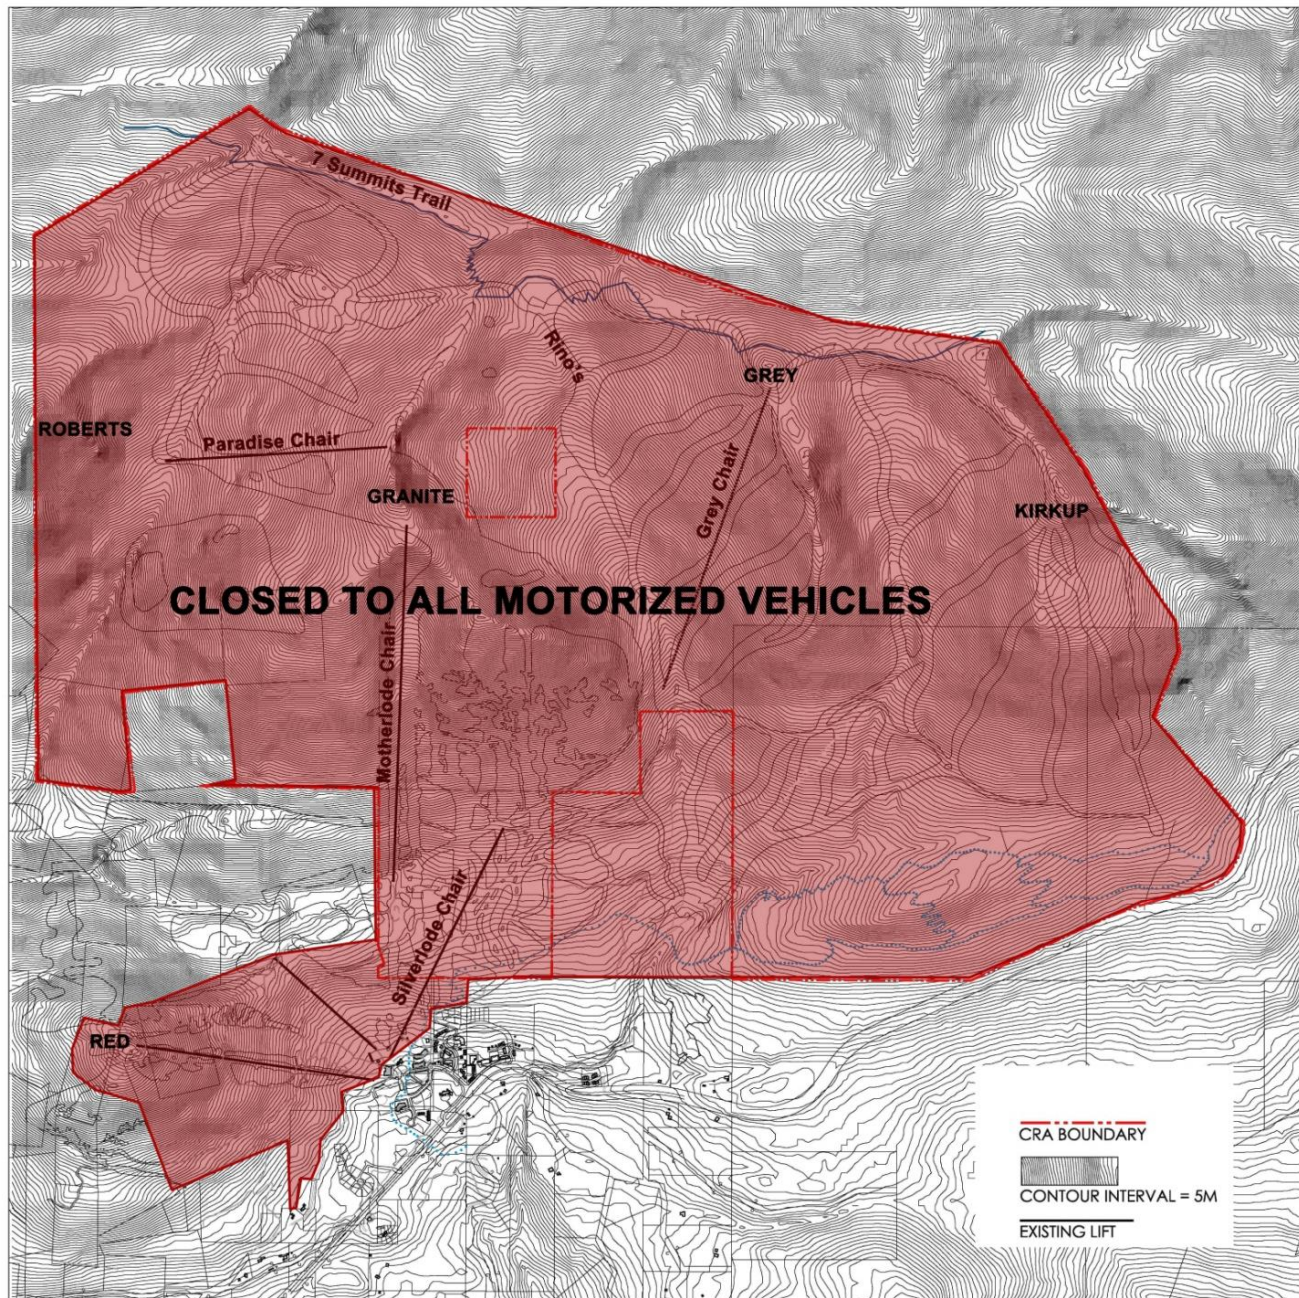 7 Summits Trail
Rino's
GREY
ROBERTS
Paradise Chair
GRANITE
Grey Chair
KIRKUP
CLOSED TO ALL MOTORIZED VEHICLES
Motherlode Chair
Silverlode Chair
RED
CRA BOUNDARY
CONTOUR INTERVAL = 5M
EXISTING LIFT